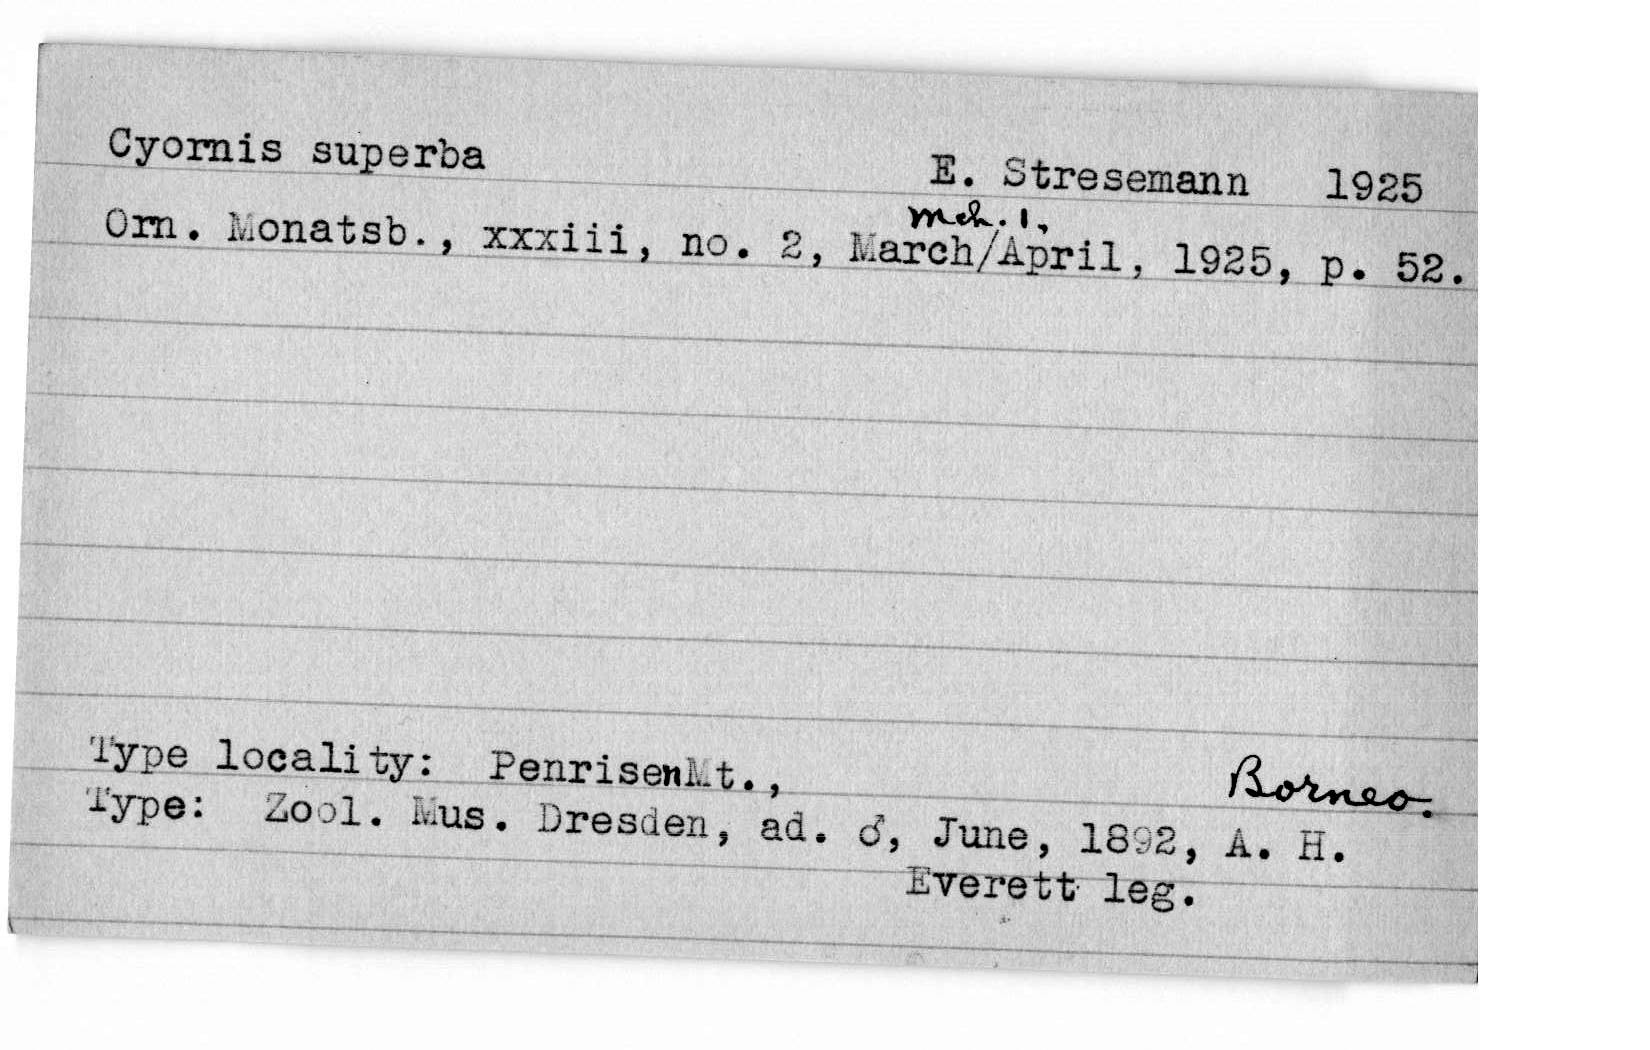 Cyornis superba E. Stresemann 1925
Mch. 1,
Orn. Monatsb., xxxiii, no. 2, March/April, 1925, p. 52.
Type locality: PenrisenMt., Borneo.
Type: Zool. Mus. Dresden, ad. ♂, June, 1892, A. H.
Everett leg.